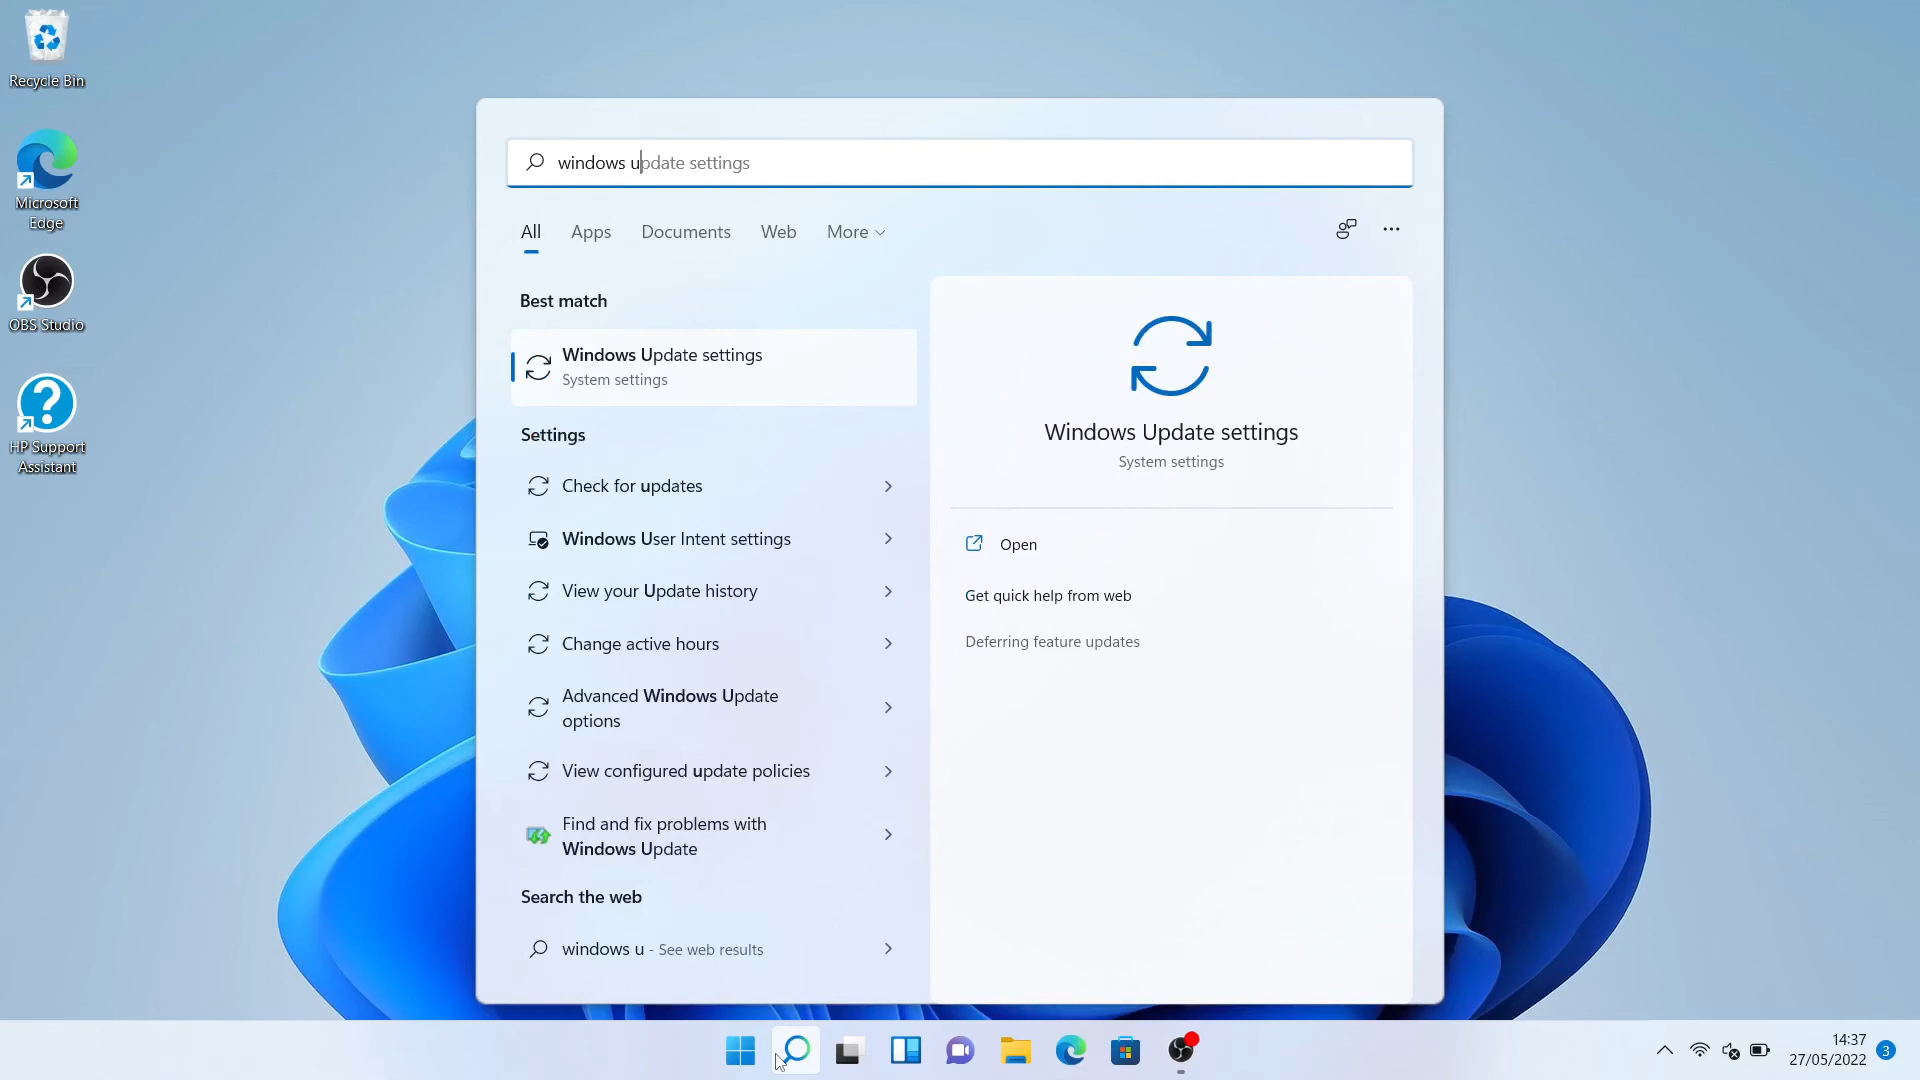 Recycle Bin
Microsoft
Edge
OBS Studio
HP Support
Assistant
windows update settings
All Apps Documents Web More
Best match
Windows Update settings
System settings
Settings
Check for updates
Windows User Intent settings
View your Update history
Change active hours
Advanced Windows Update
options
View configured update policies
Find and fix problems with
Windows Update
Search the web
windows u - See web results
Windows Update settings
System settings
Open
Get quick help from web
Deferring feature updates
14:37
27/05/2022
3